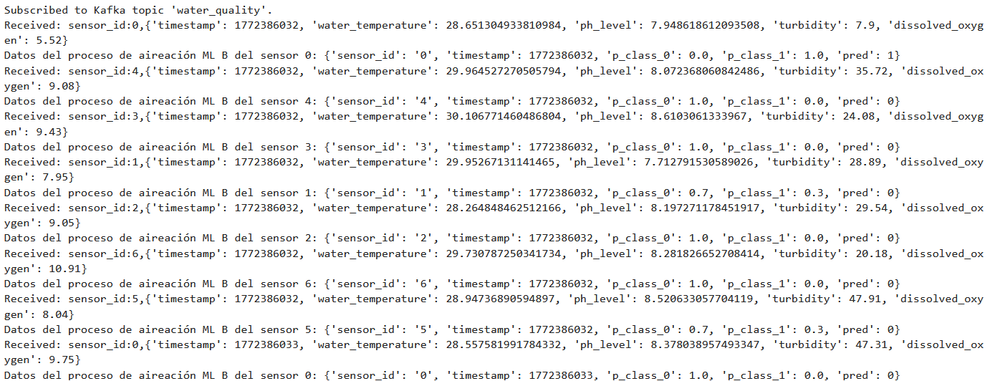 Subscribed to Kafka topic 'water_quality'.
Received: sensor_id:0,{'timestamp': 1772386032, 'water_temperature': 28.651304933810984, 'ph_level': 7.948618612093508, 'turbidity': 7.9, 'dissolved_oxyg
en': 5.52}
Datos del proceso de aireación ML B del sensor 0: {'sensor_id': '0', 'timestamp': 1772386032, 'p_class_0': 0.0, 'p_class_1': 1.0, 'pred': 1}
Received: sensor_id:4,{'timestamp': 1772386032, 'water_temperature': 29.964527270505794, 'ph_level': 8.072368060842486, 'turbidity': 35.72, 'dissolved_ox
ygen': 9.08}
Datos del proceso de aireación ML B del sensor 4: {'sensor_id': '4', 'timestamp': 1772386032, 'p_class_0': 1.0, 'p_class_1': 0.0, 'pred': 0}
Received: sensor_id:3,{'timestamp': 1772386032, 'water_temperature': 30.106771460486804, 'ph_level': 8.6103061333967, 'turbidity': 24.08, 'dissolved_oxyg
en': 9.43}
Datos del proceso de aireación ML B del sensor 3: {'sensor_id': '3', 'timestamp': 1772386032, 'p_class_0': 1.0, 'p_class_1': 0.0, 'pred': 0}
Received: sensor_id:1,{'timestamp': 1772386032, 'water_temperature': 29.95267131141465, 'ph_level': 7.712791530589026, 'turbidity': 28.89, 'dissolved_oxy
gen': 7.95}
Datos del proceso de aireación ML B del sensor 1: {'sensor_id': '1', 'timestamp': 1772386032, 'p_class_0': 0.7, 'p_class_1': 0.3, 'pred': 0}
Received: sensor_id:2,{'timestamp': 1772386032, 'water_temperature': 28.264848462512166, 'ph_level': 8.197271178451917, 'turbidity': 29.54, 'dissolved_ox
ygen': 9.05}
Datos del proceso de aireación ML B del sensor 2: {'sensor_id': '2', 'timestamp': 1772386032, 'p_class_0': 1.0, 'p_class_1': 0.0, 'pred': 0}
Received: sensor_id:6,{'timestamp': 1772386032, 'water_temperature': 29.730787250341734, 'ph_level': 8.281826652708414, 'turbidity': 20.18, 'dissolved_ox
ygen': 10.91}
Datos del proceso de aireación ML B del sensor 6: {'sensor_id': '6', 'timestamp': 1772386032, 'p_class_0': 1.0, 'p_class_1': 0.0, 'pred': 0}
Received: sensor_id:5,{'timestamp': 1772386032, 'water_temperature': 28.94736890594897, 'ph_level': 8.520633057704119, 'turbidity': 47.91, 'dissolved_oxy
gen': 8.04}
Datos del proceso de aireación ML B del sensor 5: {'sensor_id': '5', 'timestamp': 1772386032, 'p_class_0': 0.7, 'p_class_1': 0.3, 'pred': 0}
Received: sensor_id:0,{'timestamp': 1772386033, 'water_temperature': 28.557581991784332, 'ph_level': 8.378038957493347, 'turbidity': 47.31, 'dissolved_ox
ygen': 9.75}
Datos del proceso de aireación ML B del sensor 0: {'sensor_id': '0', 'timestamp': 1772386033, 'p_class_0': 1.0, 'p_class_1': 0.0, 'pred': 0}